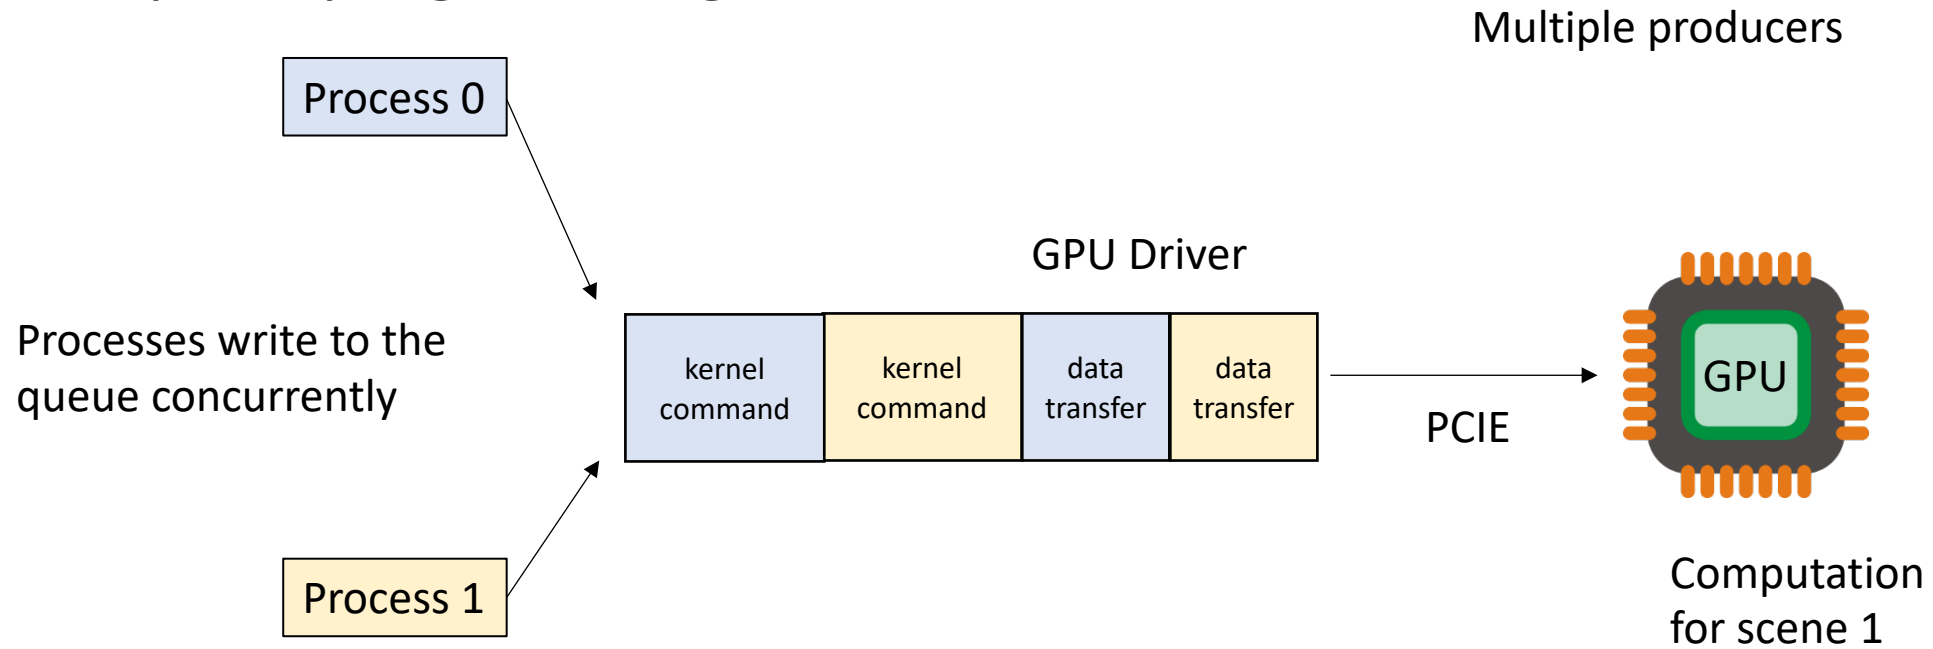 Multiple producers
Process 0
GPU Driver
Processes write to the
queue concurrently
kernel
command
kernel
command
data
transfer
data
transfer
GPU
PCIE
Process 1
Computation
for scene 1